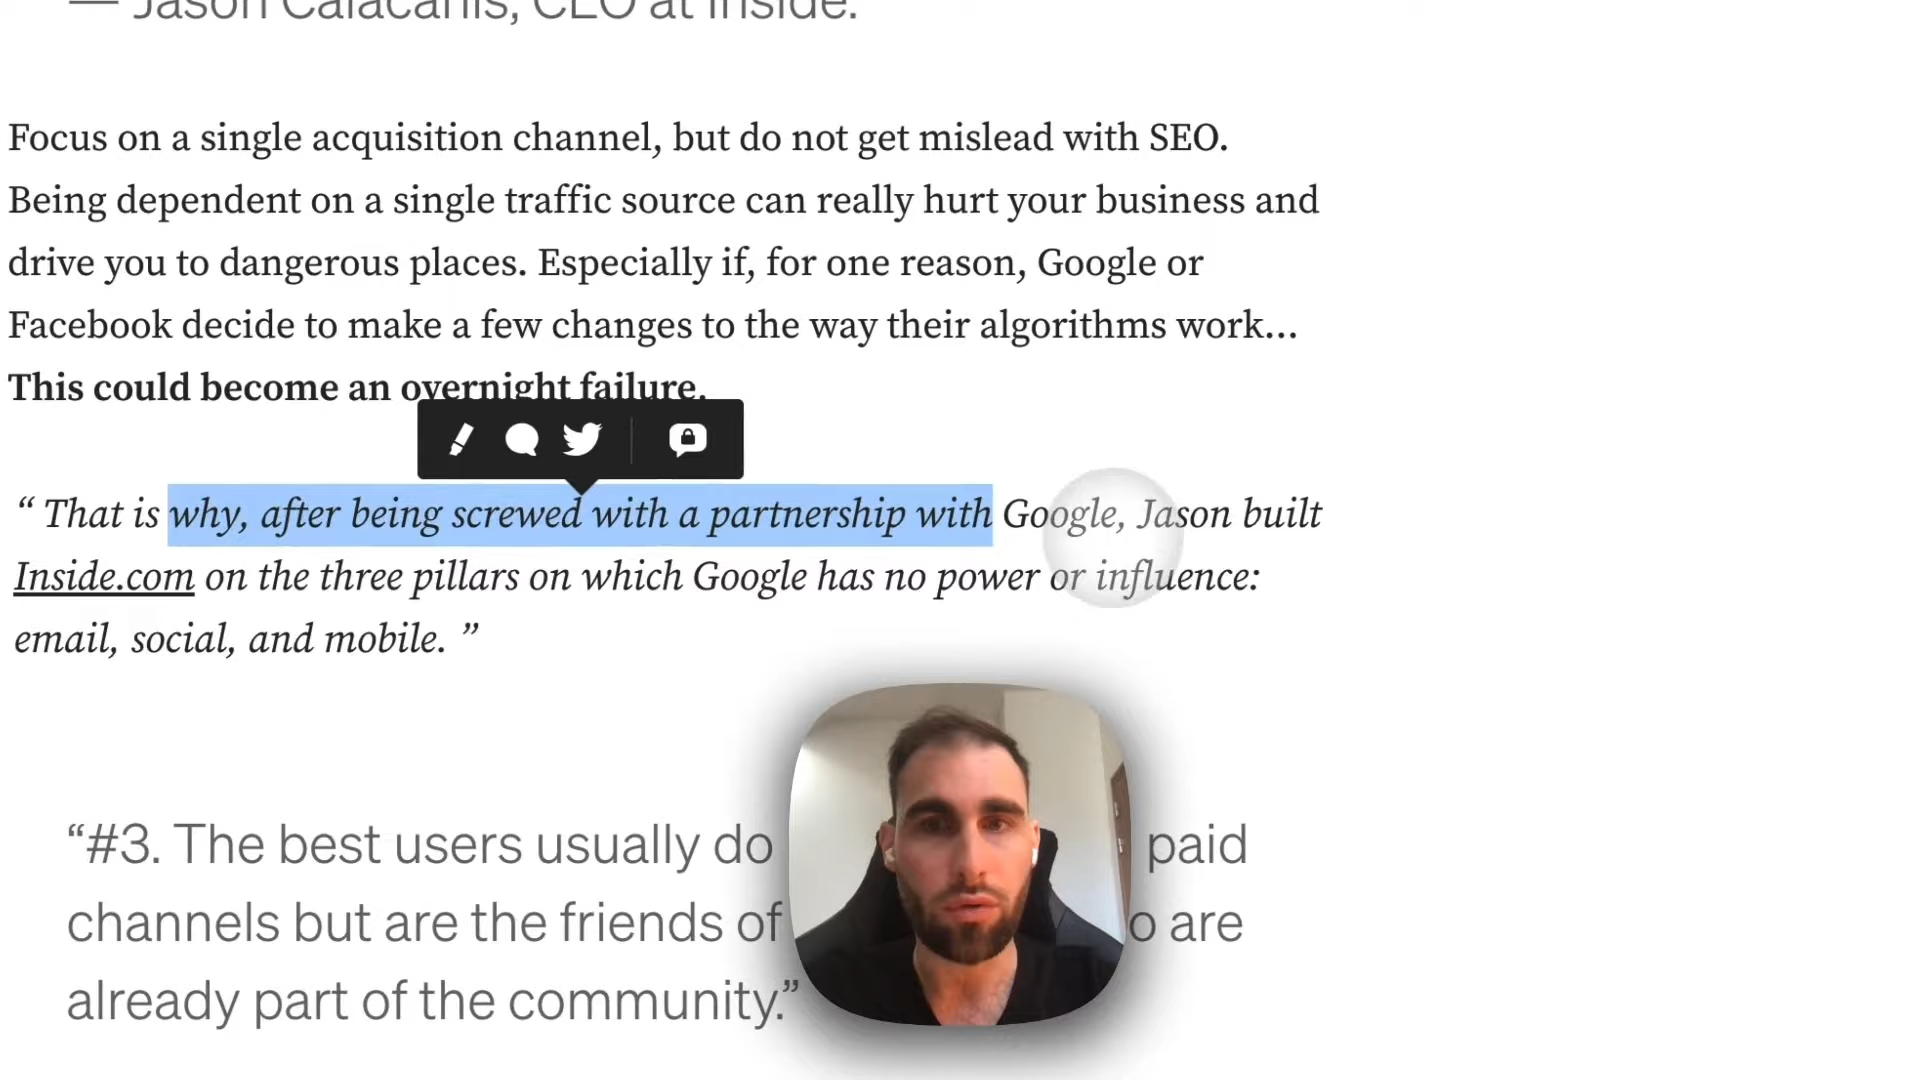 — Jason Calacanis, CEO at Inside.
Focus on a single acquisition channel, but do not get mislead with SEO.
Being dependent on a single traffic source can really hurt your business and
drive you to dangerous places. Especially if, for one reason, Google or
Facebook decide to make a few changes to the way their algorithms work…
This could become an overnight failure.
“ That is why, after being screwed with a partnership with Google, Jason built
Inside.com on the three pillars on which Google has no power or influence:
email, social, and mobile. ”
“#3. The best users usually do paid
channels but are the friends of are
already part of the community.”